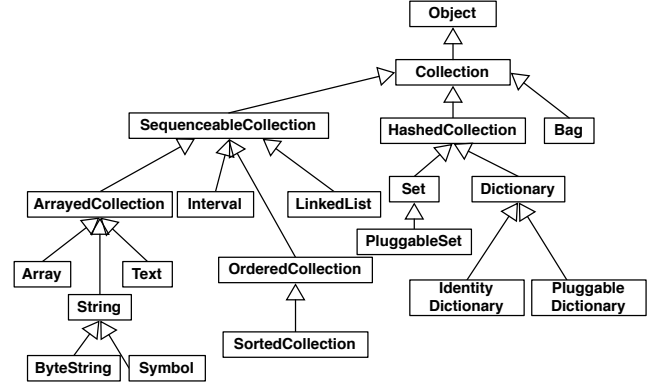 Object
Collection
SequenceableCollection
HashedCollection
Bag
ArrayedCollection
Interval
LinkedList
Set
Dictionary
PluggableSet
Array
Text
OrderedCollection
Identity
Dictionary
Pluggable
Dictionary
String
SortedCollection
ByteString
Symbol